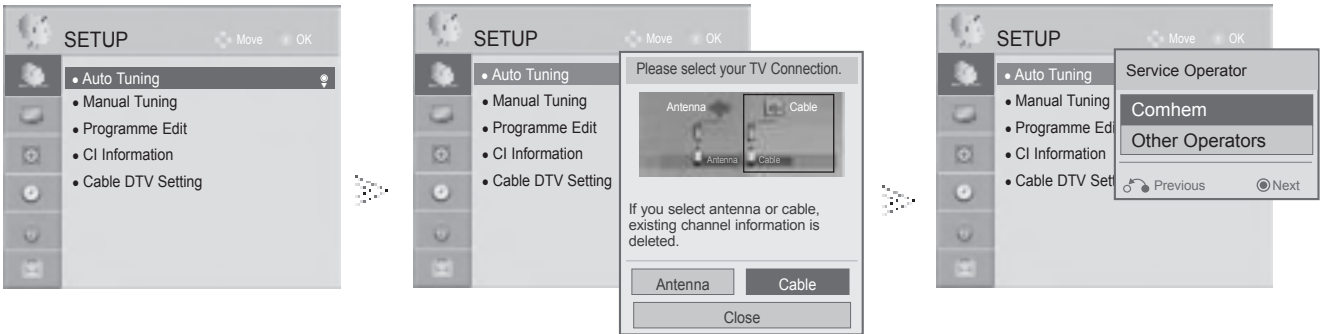 SETUP
Move OK
• Auto Tuning
• Manual Tuning
• Programme Edit
• CI Information
• Cable DTV Setting
SETUP
Move OK
• Auto Tuning
• Manual Tuning
• Programme Edit
• CI Information
• Cable DTV Setting
Please select your TV Connection.
Antenna Cable
Antenna Cable
If you select antenna or cable,
existing channel information is
deleted.
Antenna Cable
Close
SETUP
Move OK
• Auto Tuning
• Manual Tuning
• Programme Edi
• CI Information
• Cable DTV Sett
Service Operator
Comhem
Other Operators
Previous Next